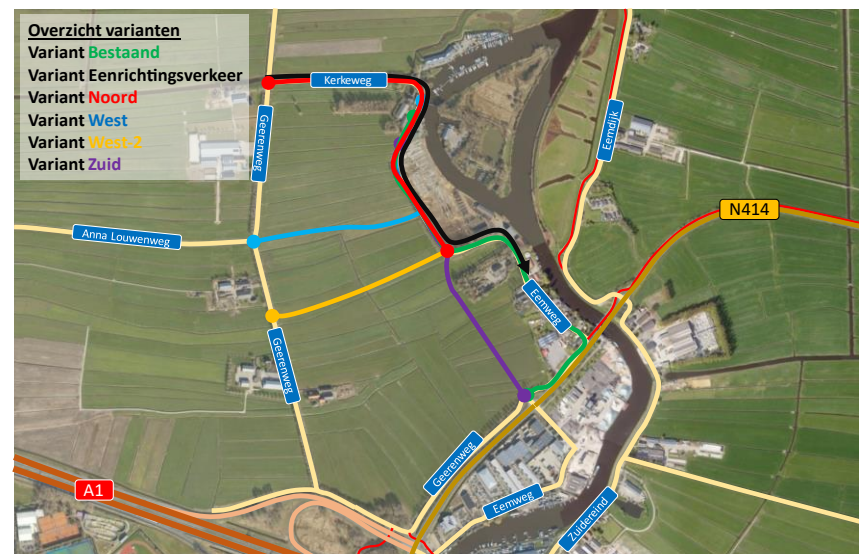 Overzicht varianten
Variant Bestaand
Variant Eenrichtingsverkeer
Variant Noord
Variant West
Variant West-2
Variant Zuid
Kerkeweg
Geerenweg
Eemdijk
N414
Anna Louwenweg
Eemweg
Geerenweg
Geerenweg
A1
Eemweg
Zuidereind